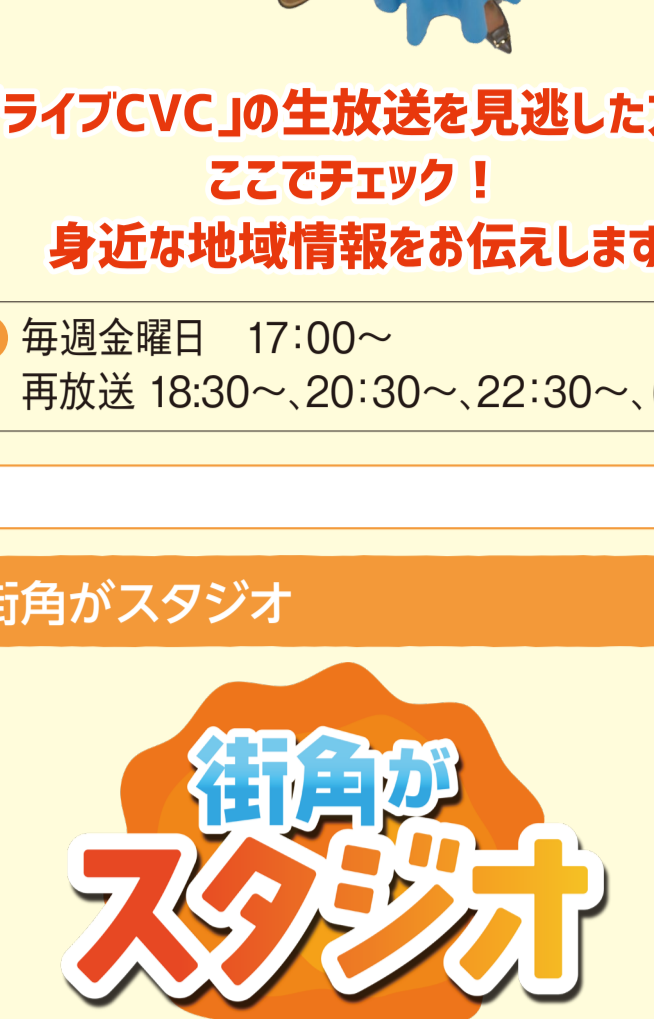 ライブCVC」の生放送を見逃した
ここでチェック！
身近な地域情報をお伝えします
毎週金曜日　17:00〜
再放送 18:30〜、20:30〜、22:30〜、
街角がスタジオ
街角が
スタジオ